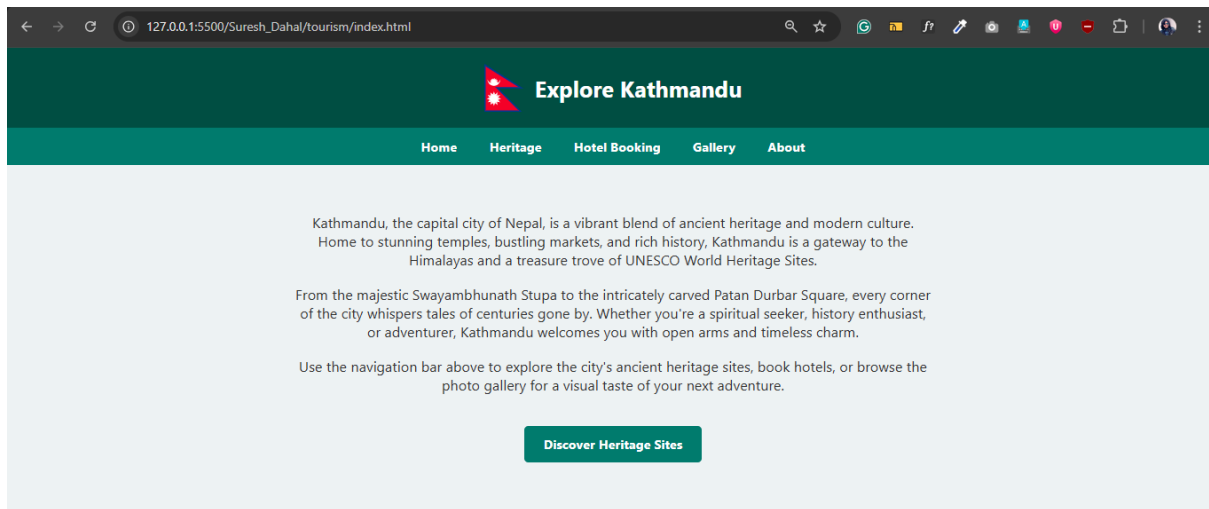 127.0.0.1:5500/Suresh_Dahal/tourism/index.html
Explore Kathmandu
Home Heritage Hotel Booking Gallery About
Kathmandu, the capital city of Nepal, is a vibrant blend of ancient heritage and modern culture.
Home to stunning temples, bustling markets, and rich history, Kathmandu is a gateway to the
Himalayas and a treasure trove of UNESCO World Heritage Sites.
From the majestic Swayambhunath Stupa to the intricately carved Patan Durbar Square, every corner
of the city whispers tales of centuries gone by. Whether you're a spiritual seeker, history enthusiast,
or adventurer, Kathmandu welcomes you with open arms and timeless charm.
Use the navigation bar above to explore the city's ancient heritage sites, book hotels, or browse the
photo gallery for a visual taste of your next adventure.
Discover Heritage Sites